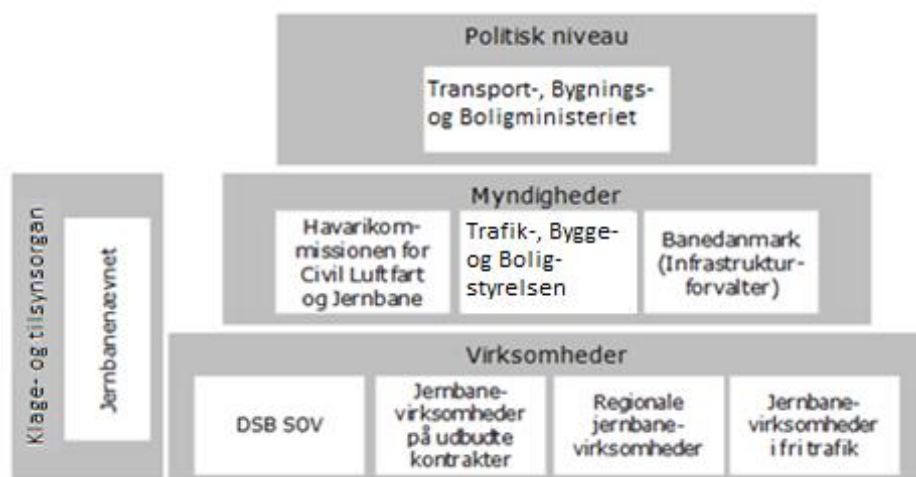 Politisk niveau
Transport-, Bygnings-
og Boligministeriet
Klage- og tilsynsorgan
Jernbanenævnet
Myndigheder
Havarikom-
missionen for
Civil Luftfart
og Jernbane
Trafik-, Bygge-
og Bolig-
styrelsen
Banedanmark
(Infrastruktur-
forvalter)
Virksomheder
DSB SOV
Jernbane-
virksomheder
på udbudte
kontrakter
Regionale
jernbane-
virksomheder
Jernbane-
virksomheder
i fri trafik